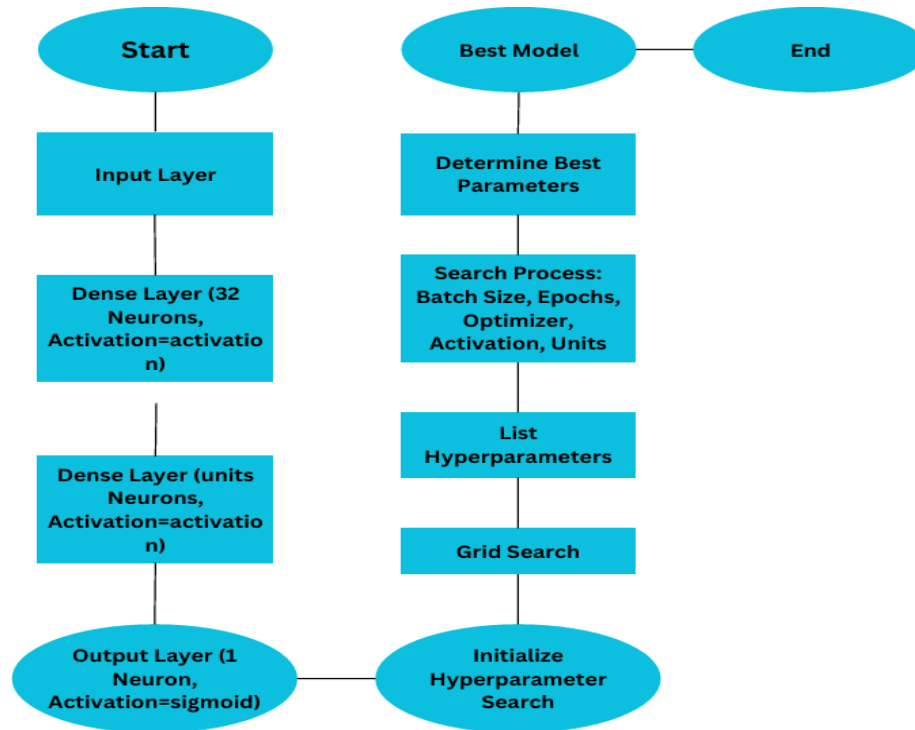 Start
Input Layer
Dense Layer (32
Neurons,
Activation=activatio
n)
Dense Layer (units
Neurons,
Activation=activatio
n)
Output Layer (1
Neuron,
Activation=sigmoid)
Initialize
Hyperparameter
Search
Grid Search
List
Hyperparameters
Search Process:
Batch Size, Epochs,
Optimizer,
Activation, Units
Determine Best
Parameters
Best Model
End